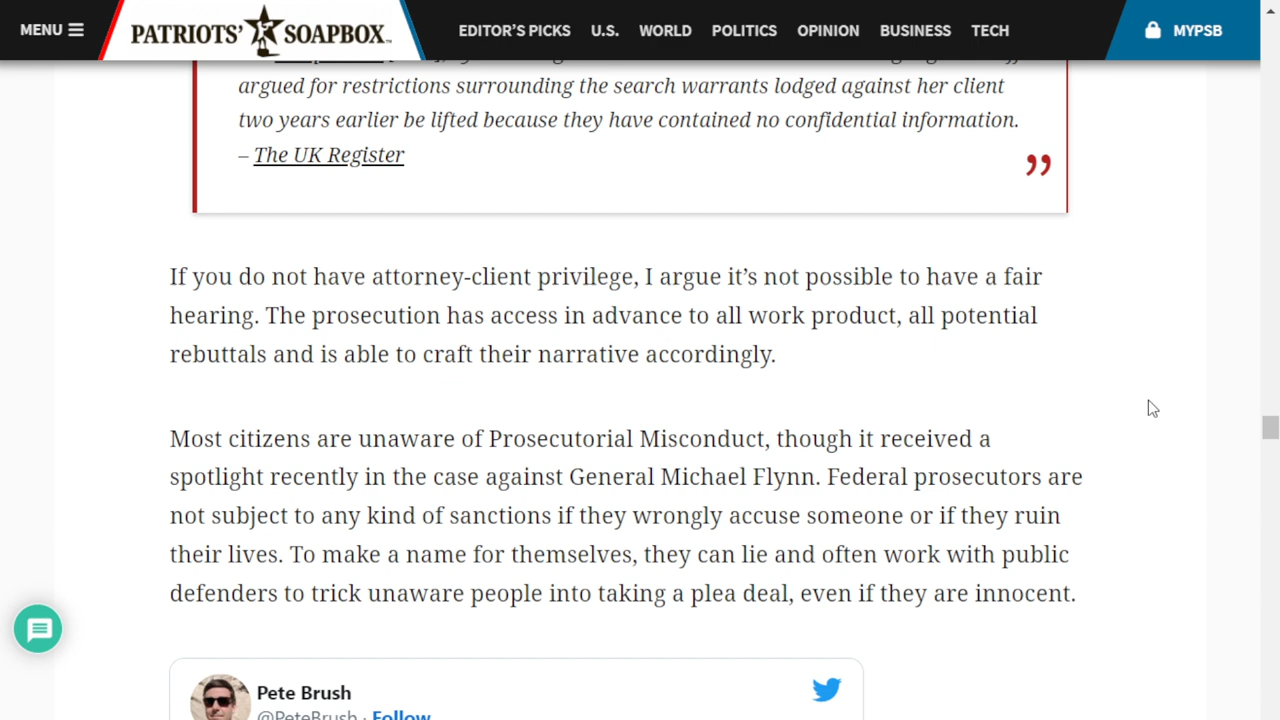 MENU
PATRIOTS' SOAPBOX
EDITOR'S PICKS U.S. WORLD POLITICS OPINION BUSINESS TECH
MYPSB
argued for restrictions surrounding the search warrants lodged against her client
two years earlier be lifted because they have contained no confidential information.
– The UK Register
”
If you do not have attorney-client privilege, I argue it’s not possible to have a fair
hearing. The prosecution has access in advance to all work product, all potential
rebuttals and is able to craft their narrative accordingly.
Most citizens are unaware of Prosecutorial Misconduct, though it received a
spotlight recently in the case against General Michael Flynn. Federal prosecutors are
not subject to any kind of sanctions if they wrongly accuse someone or if they ruin
their lives. To make a name for themselves, they can lie and often work with public
defenders to trick unaware people into taking a plea deal, even if they are innocent.
Pete Brush
@PeteBrush · Follow